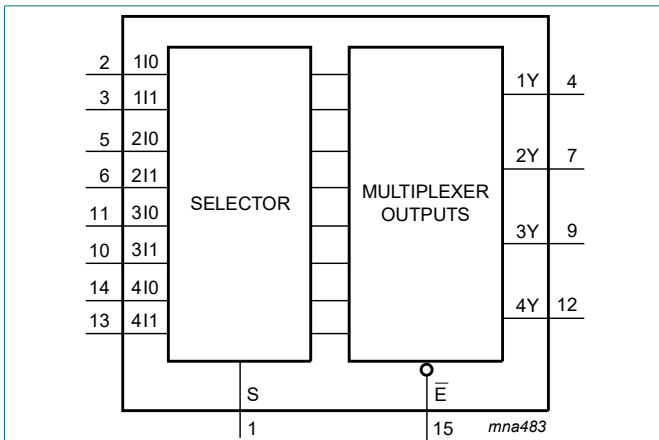 2 1I0
3 1I1
5 2I0
6 2I1
11 3I0
10 3I1
14 4I0
13 4I1
SELECTOR
MULTIPLEXER
OUTPUTS
1Y 4
2Y 7
3Y 9
4Y 12
S
1
E̅
15
mna483